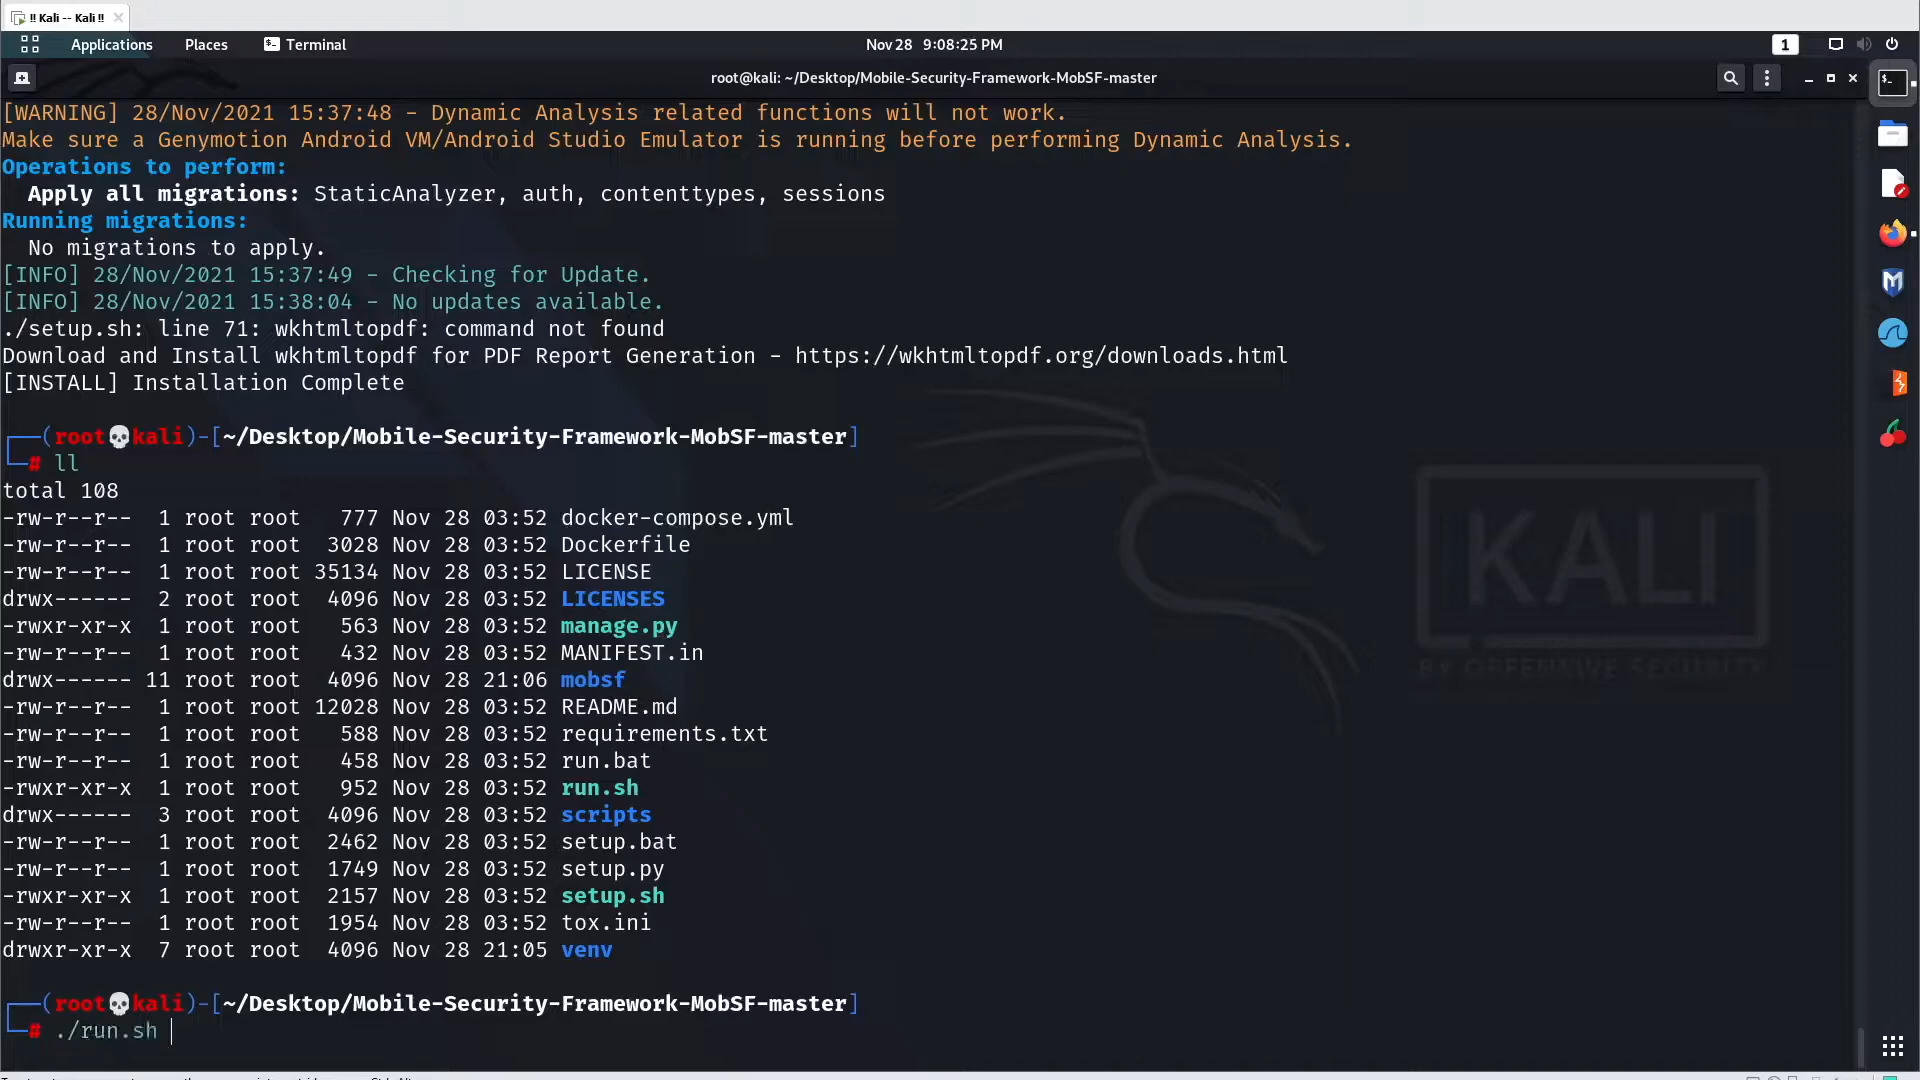 !! Kali -- Kali !!
Applications Places Terminal Nov 28 9:08:25 PM 1
root@kali: ~/Desktop/Mobile-Security-Framework-MobSF-master
[WARNING] 28/Nov/2021 15:37:48 - Dynamic Analysis related functions will not work.
Make sure a Genymotion Android VM/Android Studio Emulator is running before performing Dynamic Analysis.
Operations to perform:
Apply all migrations: StaticAnalyzer, auth, contenttypes, sessions
Running migrations:
No migrations to apply.
[INFO] 28/Nov/2021 15:37:49 - Checking for Update.
[INFO] 28/Nov/2021 15:38:04 - No updates available.
./setup.sh: line 71: wkhtmltopdf: command not found
Download and Install wkhtmltopdf for PDF Report Generation - https://wkhtmltopdf.org/downloads.html
[INSTALL] Installation Complete
┌──(root💀kali)-[~/Desktop/Mobile-Security-Framework-MobSF-master]
└─# ll
total 108
-rw-r--r-- 1 root root 777 Nov 28 03:52 docker-compose.yml
-rw-r--r-- 1 root root 3028 Nov 28 03:52 Dockerfile
-rw-r--r-- 1 root root 35134 Nov 28 03:52 LICENSE
drwx------ 2 root root 4096 Nov 28 03:52 LICENSES
-rwxr-xr-x 1 root root 563 Nov 28 03:52 manage.py
-rw-r--r-- 1 root root 432 Nov 28 03:52 MANIFEST.in
drwx------ 11 root root 4096 Nov 28 21:06 mobsf
-rw-r--r-- 1 root root 12028 Nov 28 03:52 README.md
-rw-r--r-- 1 root root 588 Nov 28 03:52 requirements.txt
-rw-r--r-- 1 root root 458 Nov 28 03:52 run.bat
-rwxr-xr-x 1 root root 952 Nov 28 03:52 run.sh
drwx------ 3 root root 4096 Nov 28 03:52 scripts
-rw-r--r-- 1 root root 2462 Nov 28 03:52 setup.bat
-rw-r--r-- 1 root root 1749 Nov 28 03:52 setup.py
-rwxr-xr-x 1 root root 2157 Nov 28 03:52 setup.sh
-rw-r--r-- 1 root root 1954 Nov 28 03:52 tox.ini
drwxr-xr-x 7 root root 4096 Nov 28 21:05 venv
┌──(root💀kali)-[~/Desktop/Mobile-Security-Framework-MobSF-master]
└─# ./run.sh
KALI
BY OFFENSIVE SECURITY